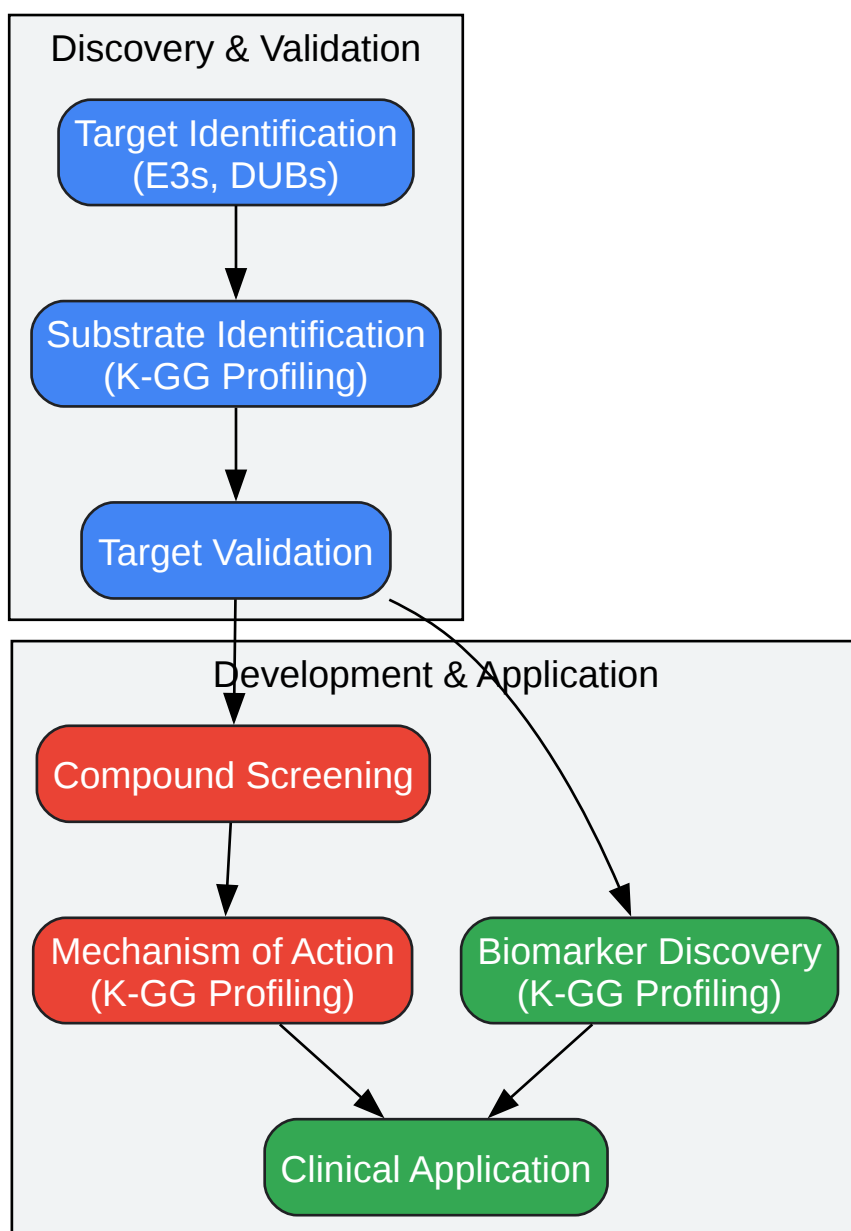 Discovery & Validation
Target Identification
(E3s, DUBs)
Substrate Identification
(K-GG Profiling)
Target Validation
Development & Application
Compound Screening
Mechanism of Action
(K-GG Profiling)
Biomarker Discovery
(K-GG Profiling)
Clinical Application